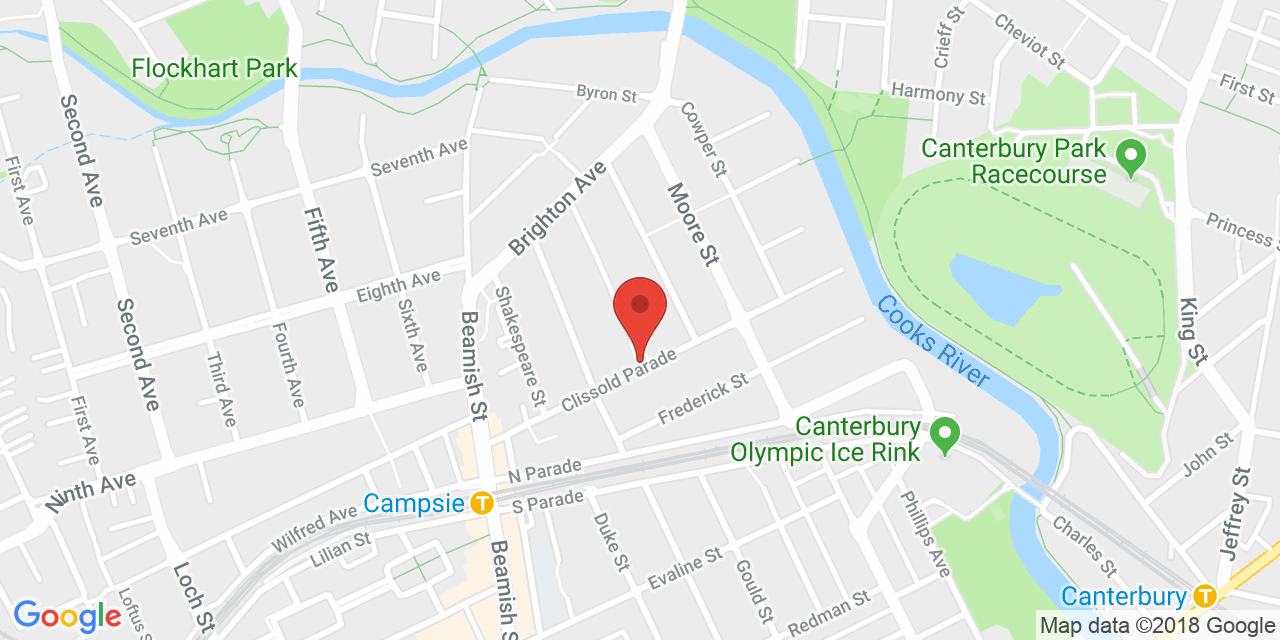 Flockhart Park
Crieff St
Cheviot St
First St
Byron St
Harmony St
Second Ave
Cowper St
Canterbury Park
Racecourse
First Ave
Seventh Ave
Seventh Ave
Brighton Ave
Moore St
Fifth Ave
Princess S
Eighth Ave
Sixth Ave
Shakespeare St
Beamish St
Cooks River
King St
Second Ave
Third Ave
Fourth Ave
First Ave
Clissold Parade
Frederick St
Canterbury
Olympic Ice Rink
John St
Jeffrey St
Ninth Ave
N Parade
Campsie
T
S Parade
Wilfred Ave
Lilian St
Duke St
Evaline St
Gould St
Phillips Ave
Charles St
Loftus S
Loch St
Beamish S
Redman St
Canterbury
T
Google
Map data ©2018 Google